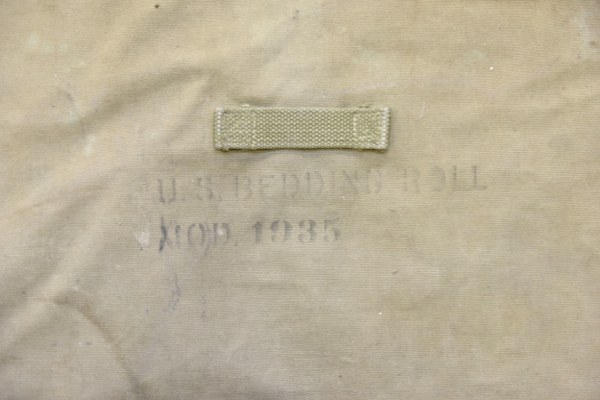 U.S. BEDDING ROLL
MOD. 1935